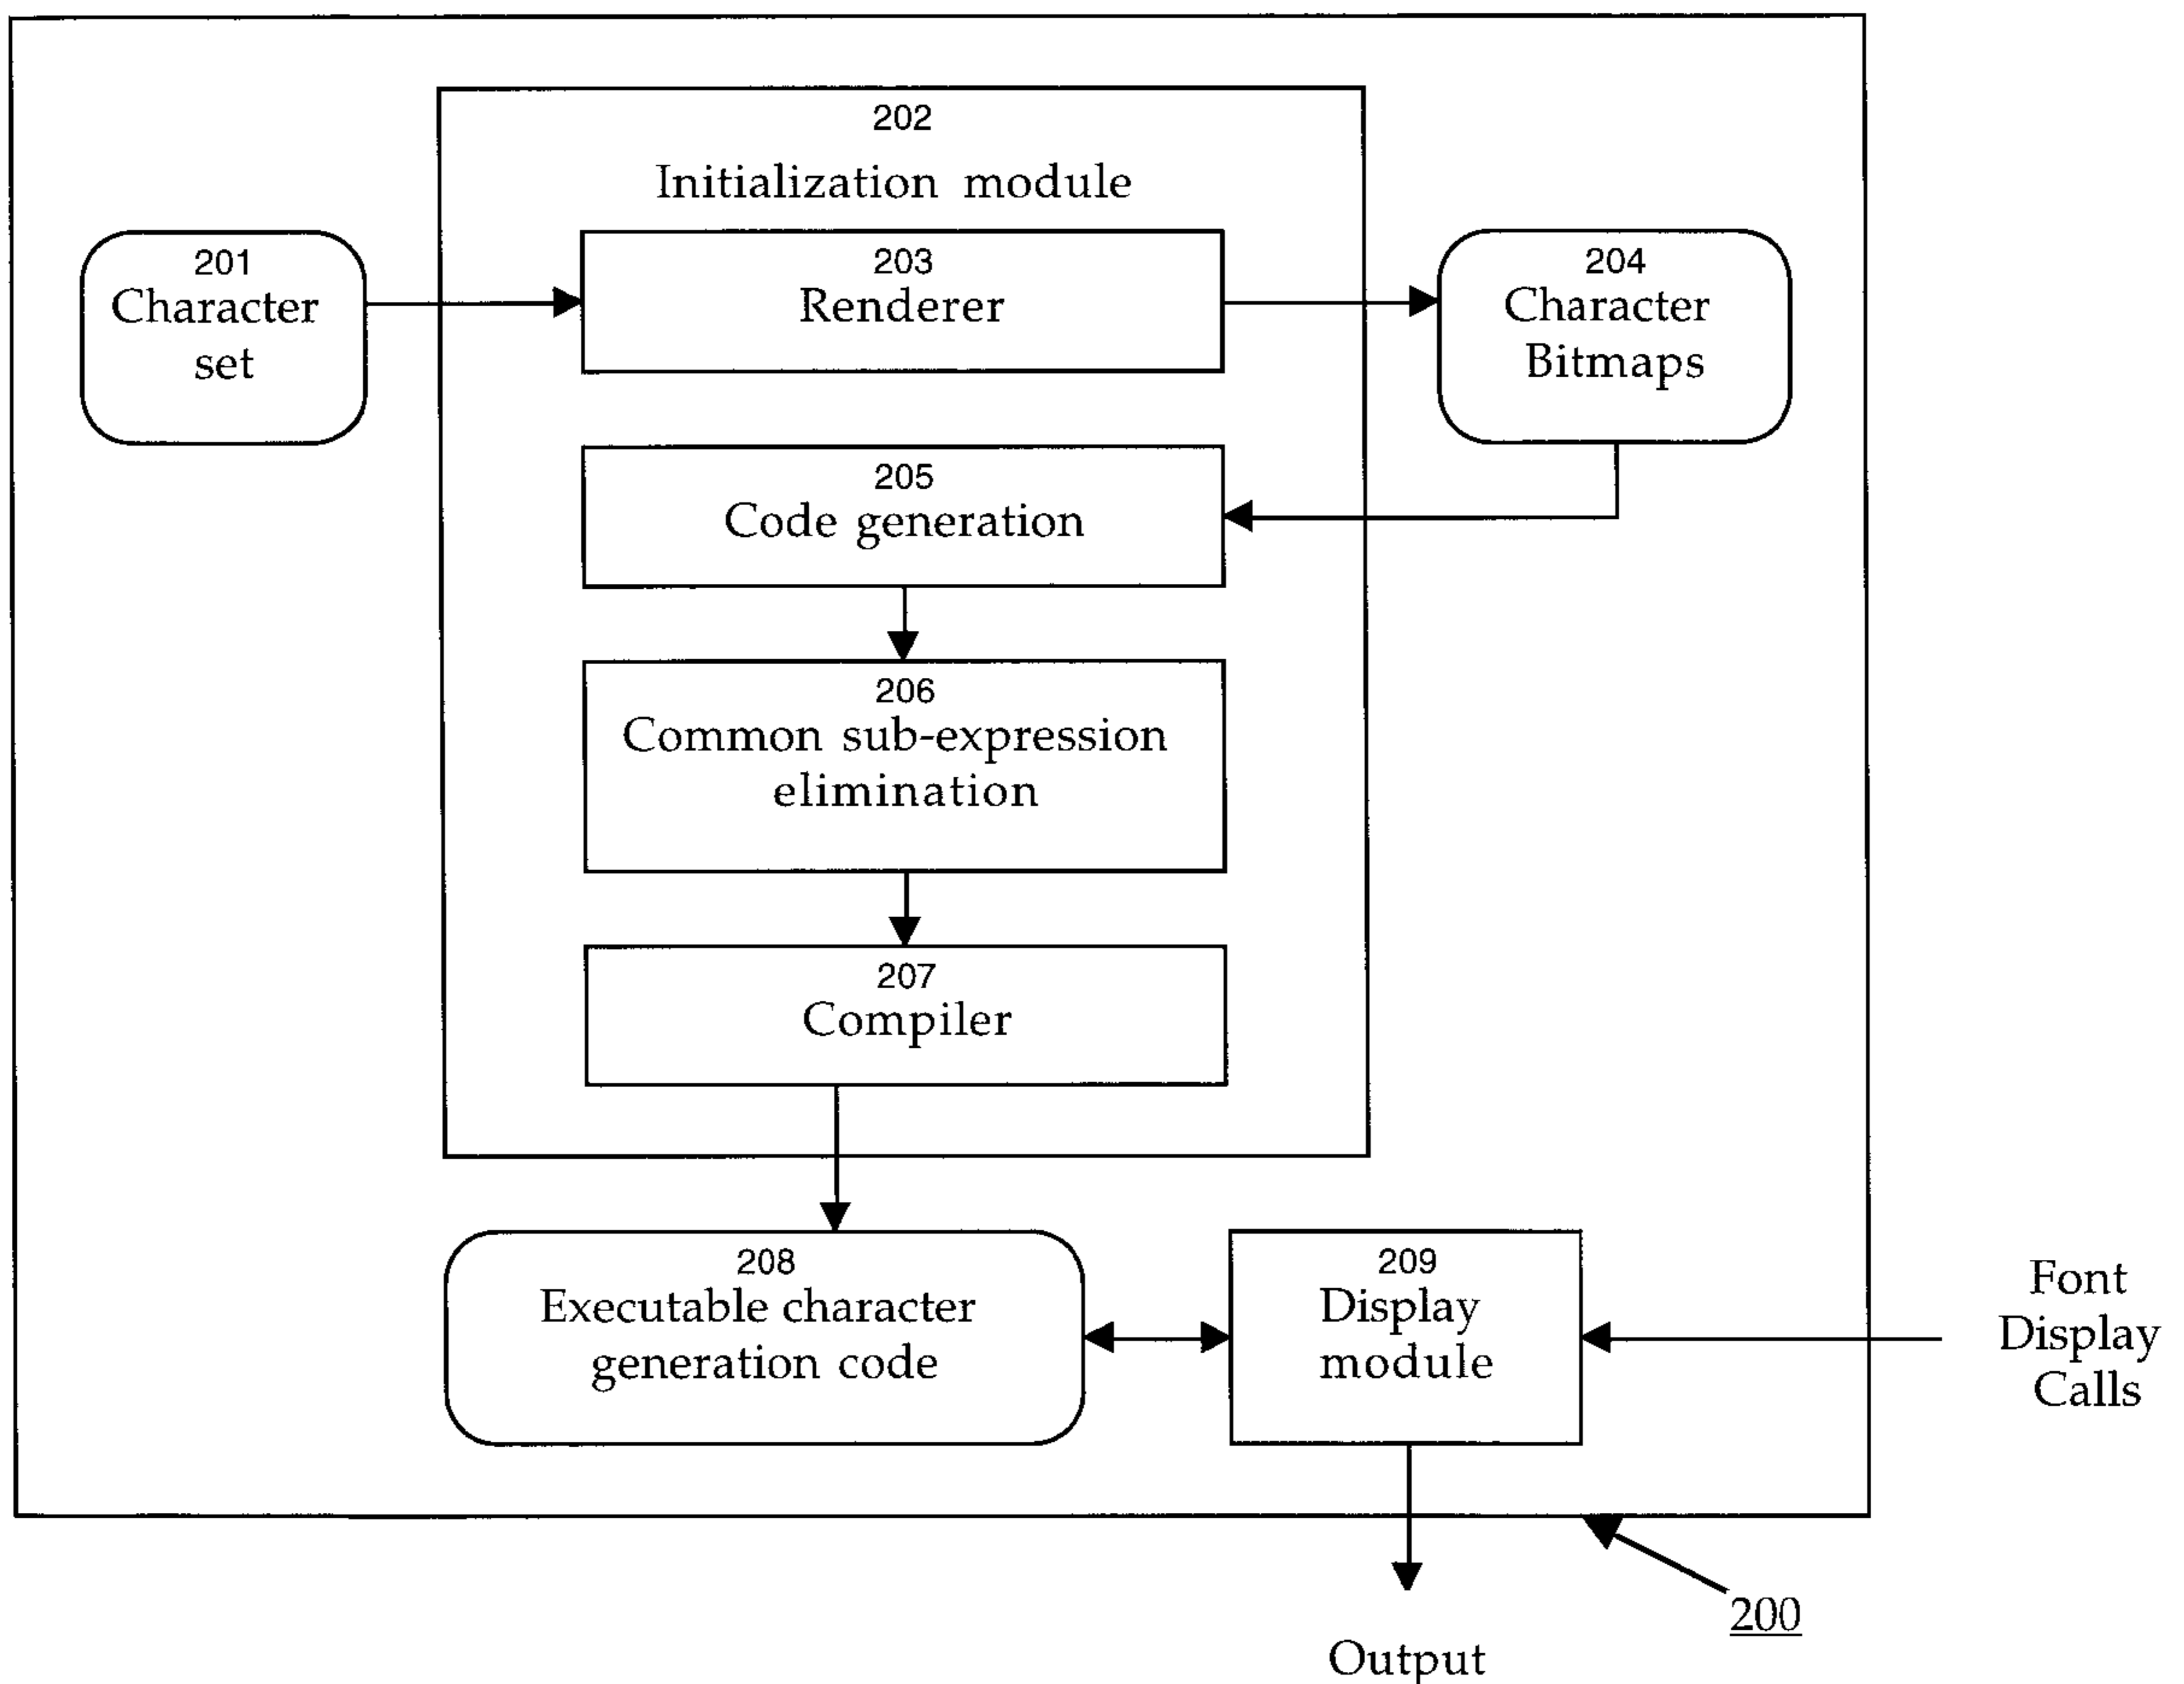 202
Initialization module
201
Character
set
203
Renderer
204
Character
Bitmaps
205
Code generation
206
Common sub-expression
elimination
207
Compiler
208
Executable character
generation code
209
Display
module
Font
Display
Calls
200
Output